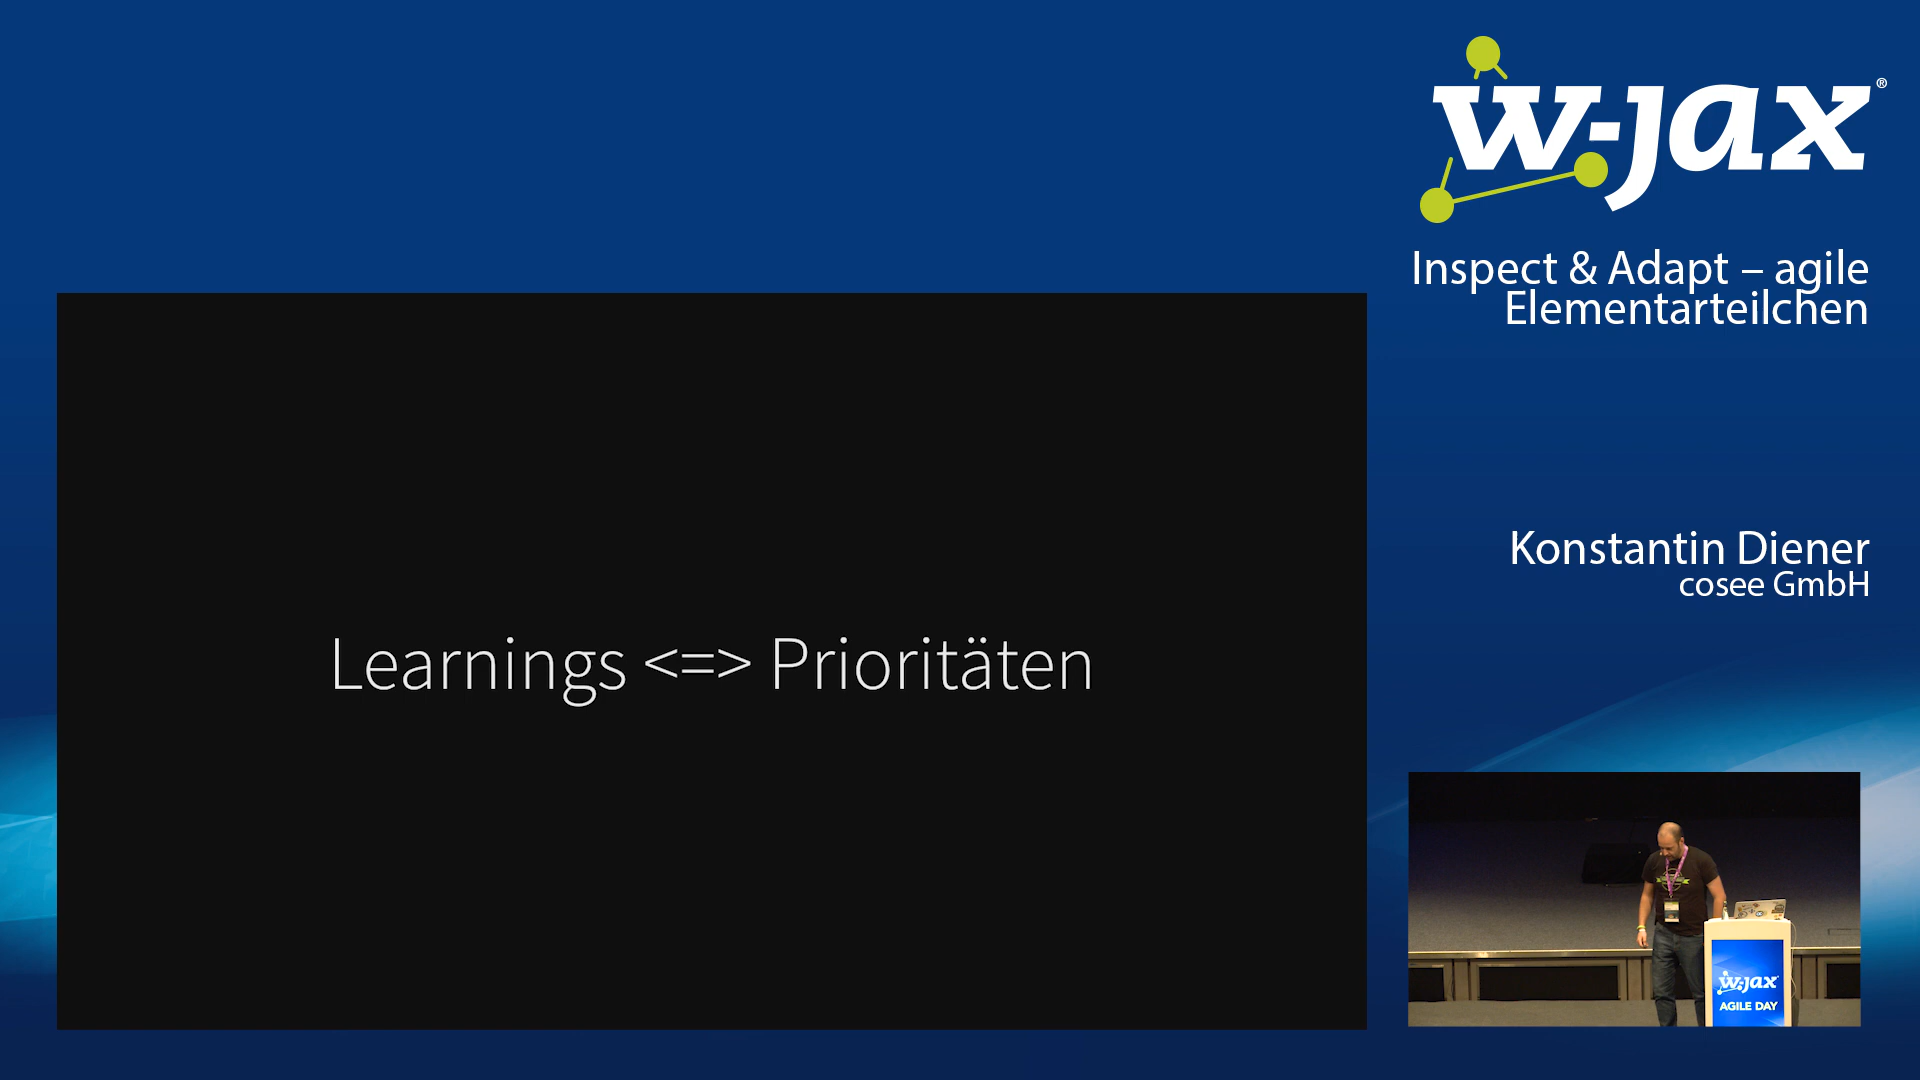 w-jax®
Inspect & Adapt – agile
Elementarteilchen
Learnings <=> Prioritäten
Konstantin Diener
cosee GmbH
w-jax
AGILE DAY